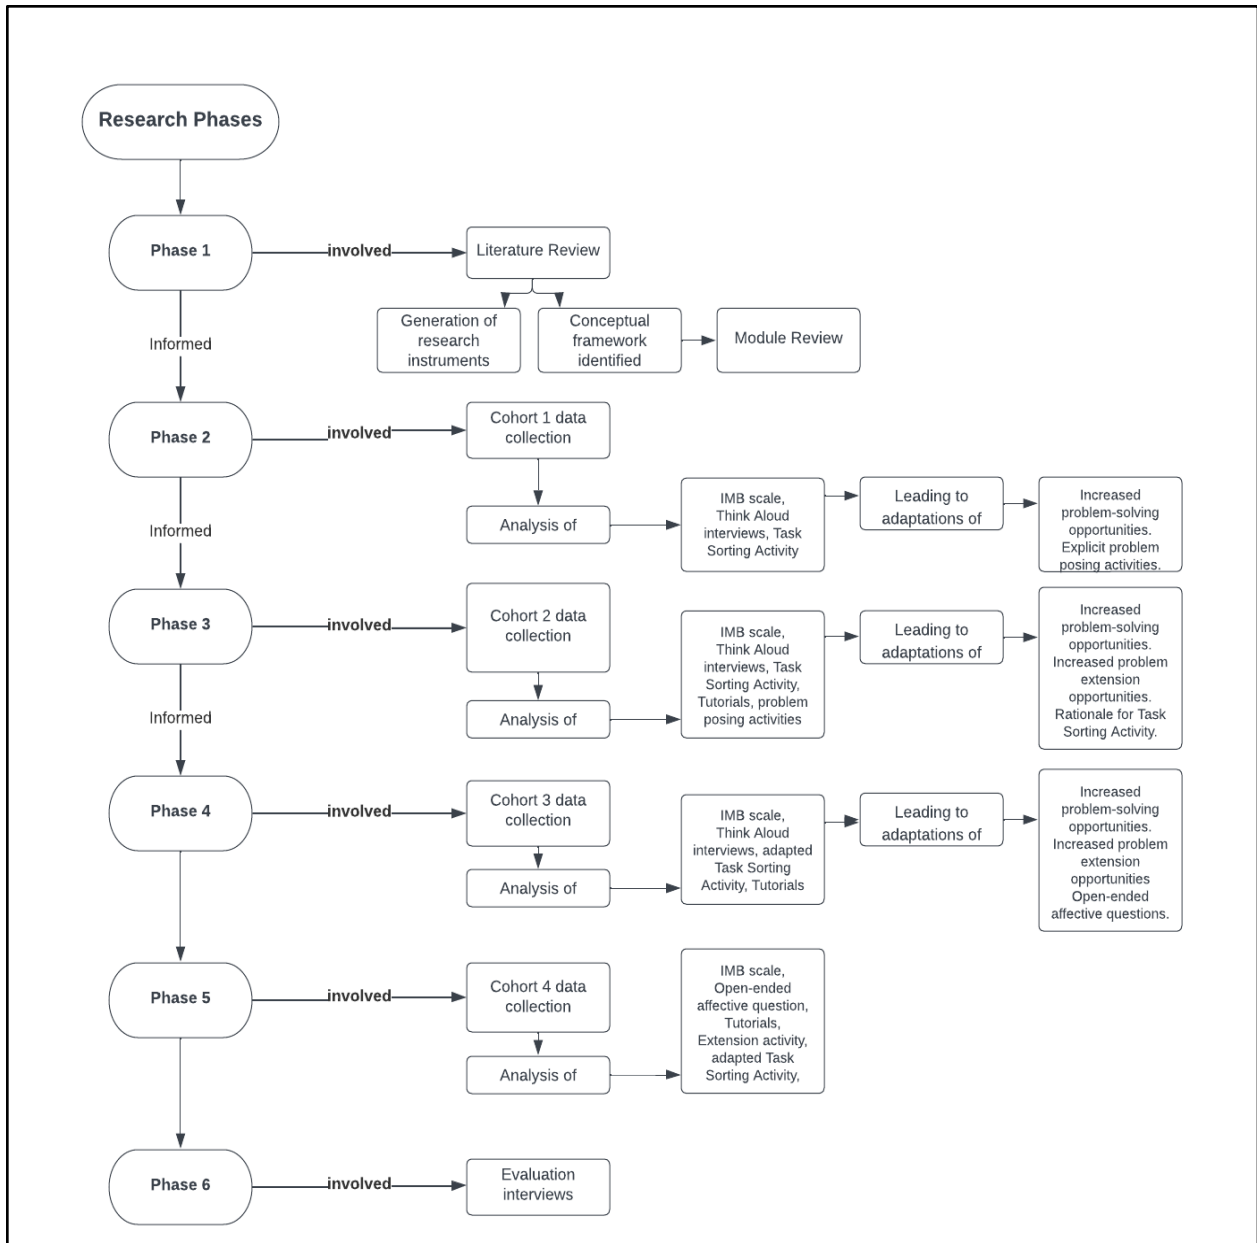 Research Phases
Phase 1
involved
Literature Review
Generation of
research
instruments
Conceptual
framework
identified
Module Review
Informed
Phase 2
involved
Cohort 1 data
collection
Analysis of
IMB scale,
Think Aloud
interviews, Task
Sorting Activity
Leading to
adaptations of
Increased
problem-solving
opportunities.
Explicit problem
posing activities.
Informed
Phase 3
involved
Cohort 2 data
collection
Analysis of
IMB scale,
Think Aloud
interviews, Task
Sorting Activity,
Tutorials, problem
posing activities
Leading to
adaptations of
Increased
problem-solving
opportunities.
Increased problem
extension
opportunities.
Rationale for Task
Sorting Activity.
Informed
Phase 4
involved
Cohort 3 data
collection
Analysis of
IMB scale,
Think Aloud
interviews, adapted
Task Sorting
Activity, Tutorials
Leading to
adaptations of
Increased
problem-solving
opportunities.
Increased problem
extension
opportunities
Open-ended
affective questions.
Phase 5
involved
Cohort 4 data
collection
Analysis of
IMB scale,
Open-ended
affective question,
Tutorials,
Extension activity,
adapted Task
Sorting Activity,
Phase 6
involved
Evaluation
interviews